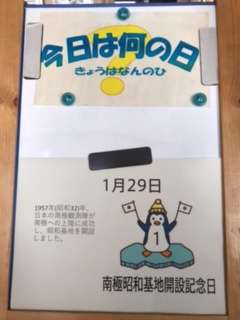 今日は何の日
きょうはなんのひ
?
1月29日
1957年(昭和32)年、
日本の南極観測隊が
南極への上陸に成功
し、昭和基地を開設
しました。
1
南極昭和基地開設記念日